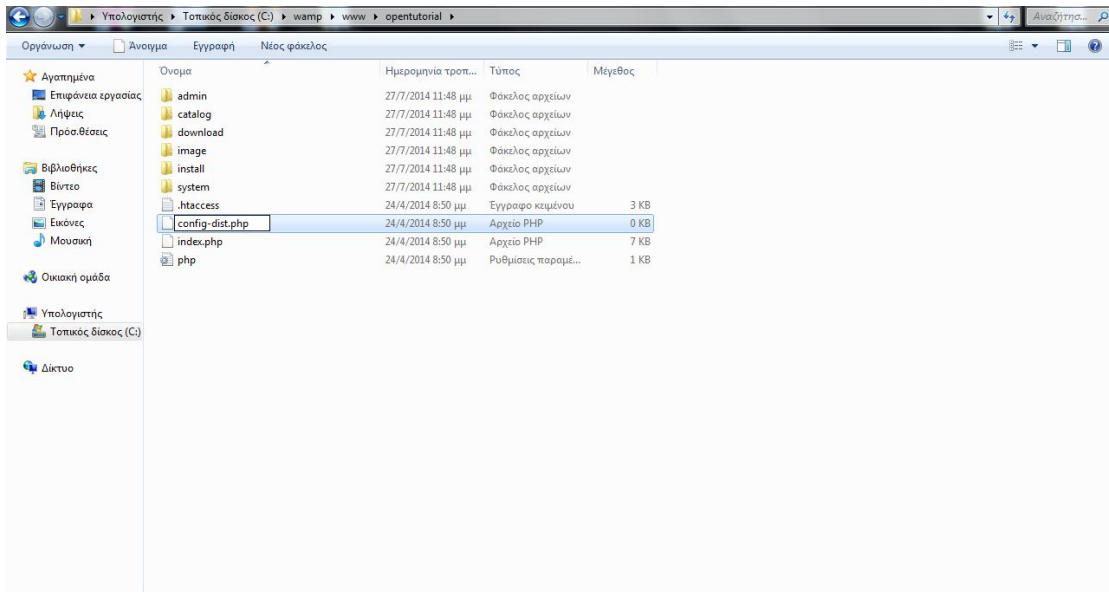 Υπολογιστής Τοπικός δίσκος (C:) wamp www opentutorial Αναζήτησ...
Οργάνωση Άνοιγμα Εγγραφή Νέος φάκελος
Αγαπημένα
Επιφάνεια εργασίας
Λήψεις
Πρόσ.θέσεις
Βιβλιοθήκες
Βίντεο
Έγγραφα
Εικόνες
Μουσική
Οικιακή ομάδα
Υπολογιστής
Τοπικός δίσκος (C:)
Δίκτυο
Όνομα Ημερομηνία τροπ... Τύπος Μέγεθος
admin 27/7/2014 11:48 μμ Φάκελος αρχείων
catalog 27/7/2014 11:48 μμ Φάκελος αρχείων
download 27/7/2014 11:48 μμ Φάκελος αρχείων
image 27/7/2014 11:48 μμ Φάκελος αρχείων
install 27/7/2014 11:48 μμ Φάκελος αρχείων
system 27/7/2014 11:48 μμ Φάκελος αρχείων
.htaccess 24/4/2014 8:50 μμ Έγγραφο κειμένου 3 KB
config-dist.php 24/4/2014 8:50 μμ Αρχείο PHP 0 KB
index.php 24/4/2014 8:50 μμ Αρχείο PHP 7 KB
php 24/4/2014 8:50 μμ Ρυθμίσεις παραμέ... 1 KB